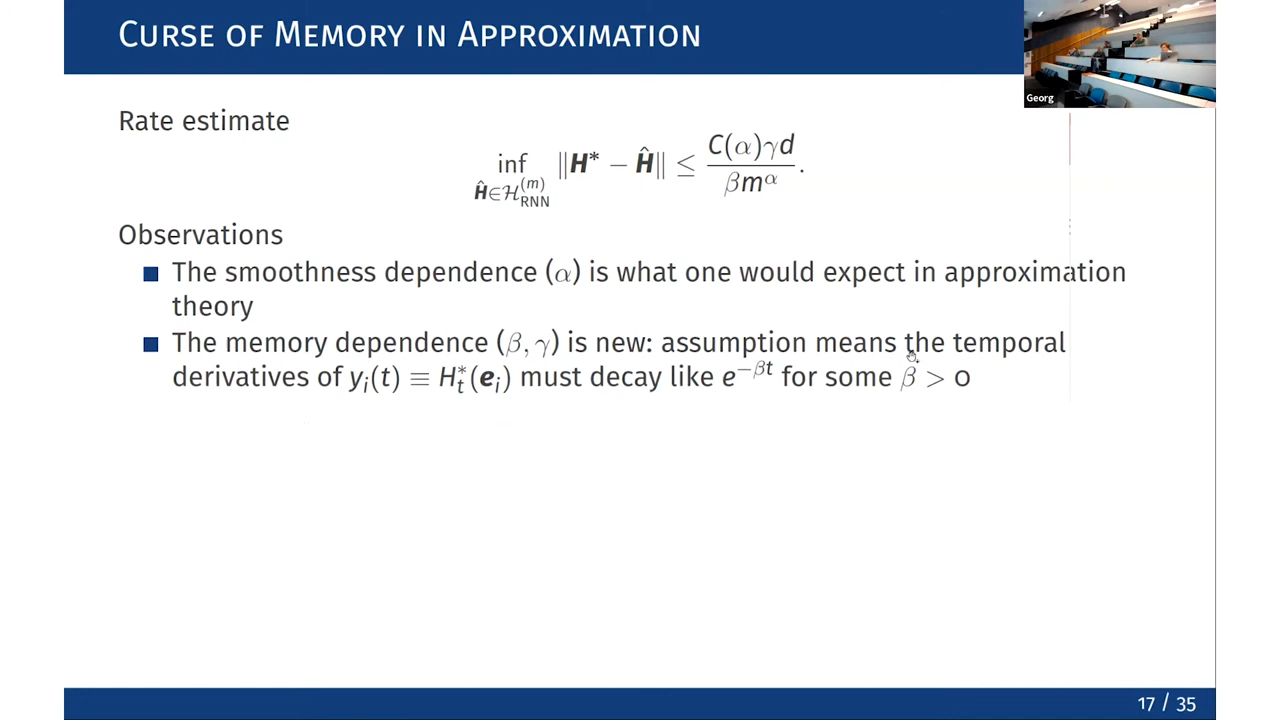 CURSE OF MEMORY IN APPROXIMATION
Georg
Rate estimate
inf_{Ĥ∈ℋ_RNN^(m)} ‖H* − Ĥ‖ ≤ C(α)γd / βm^α.
Observations
The smoothness dependence (α) is what one would expect in approximation
theory
The memory dependence (β, γ) is new: assumption means the temporal
derivatives of y_i(t) ≡ H_t^*(e_i) must decay like e^{−βt} for some β > 0
17 / 35